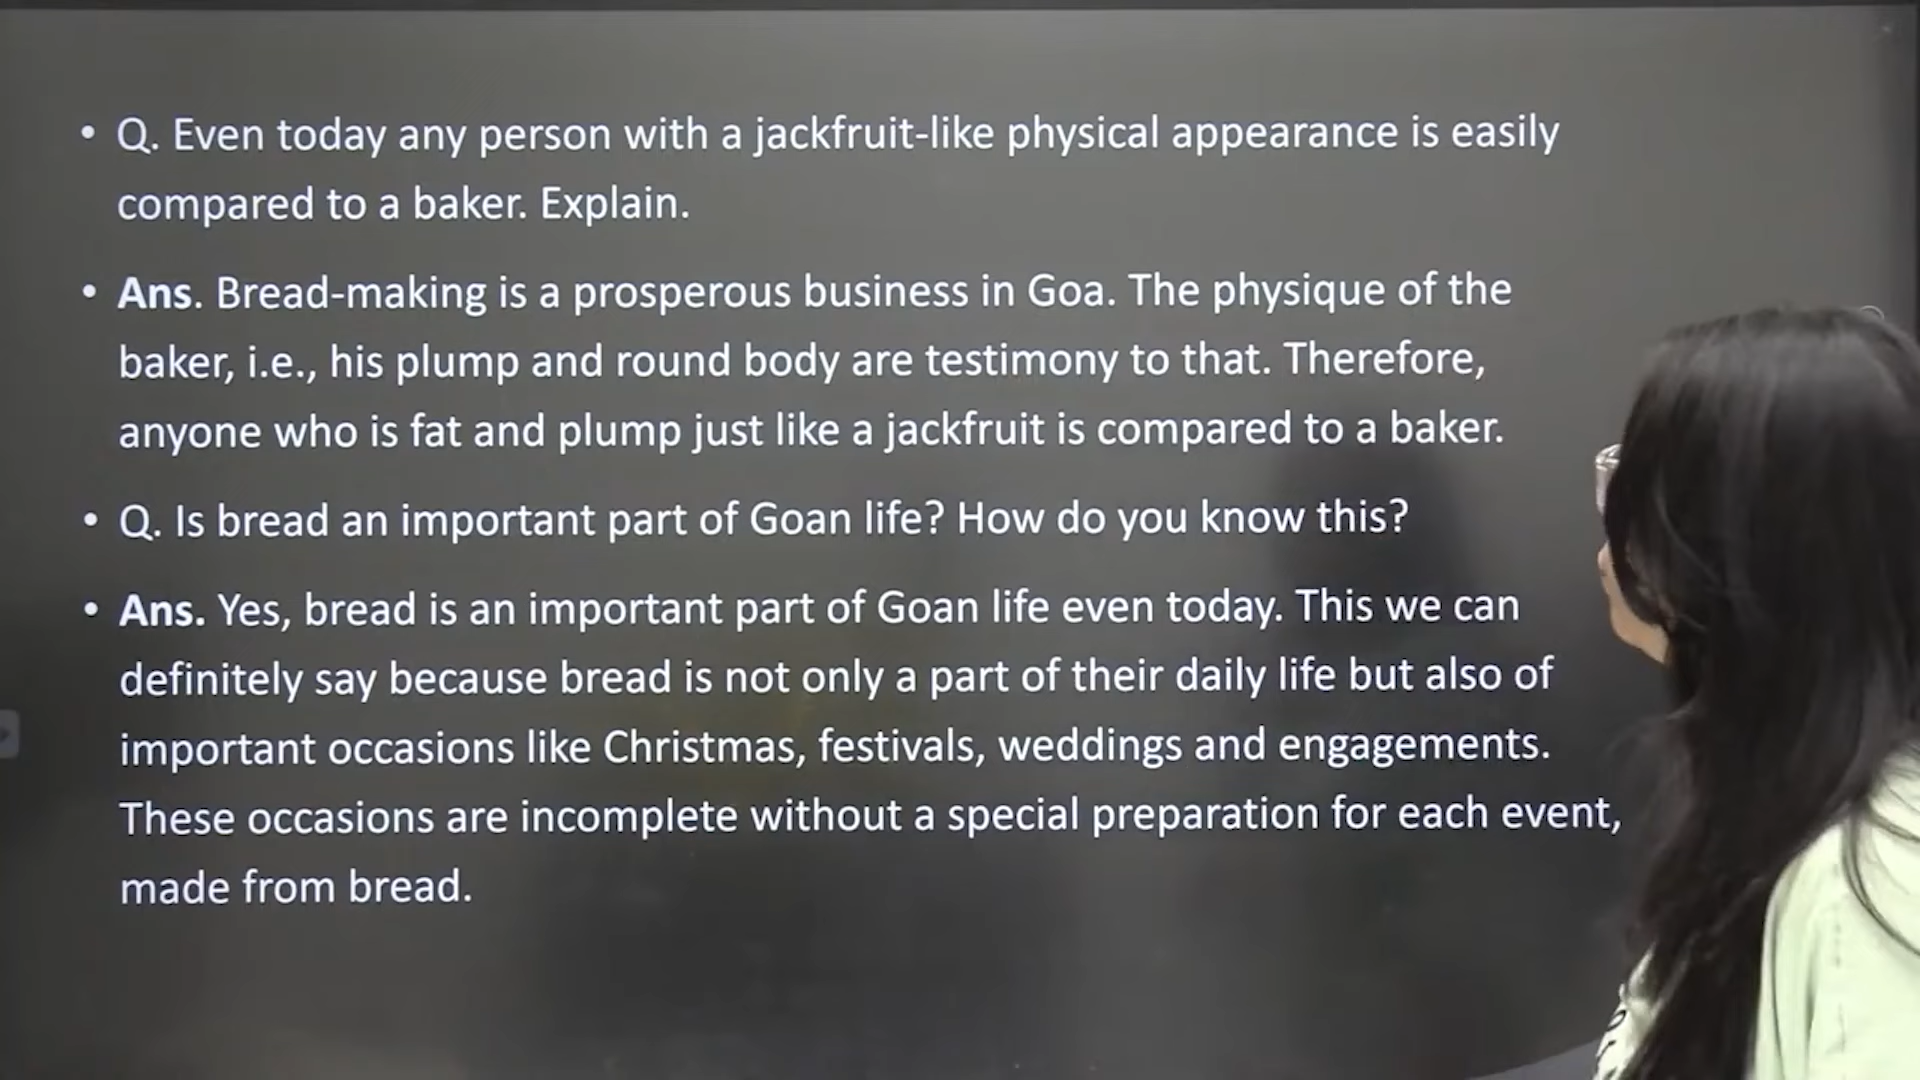 • Q. Even today any person with a jackfruit-like physical appearance is easily
compared to a baker. Explain.
• Ans. Bread-making is a prosperous business in Goa. The physique of the
baker, i.e., his plump and round body are testimony to that. Therefore,
anyone who is fat and plump just like a jackfruit is compared to a baker.
• Q. Is bread an important part of Goan life? How do you know this?
• Ans. Yes, bread is an important part of Goan life even today. This we can
definitely say because bread is not only a part of their daily life but also of
important occasions like Christmas, festivals, weddings and engagements.
These occasions are incomplete without a special preparation for each event,
made from bread.